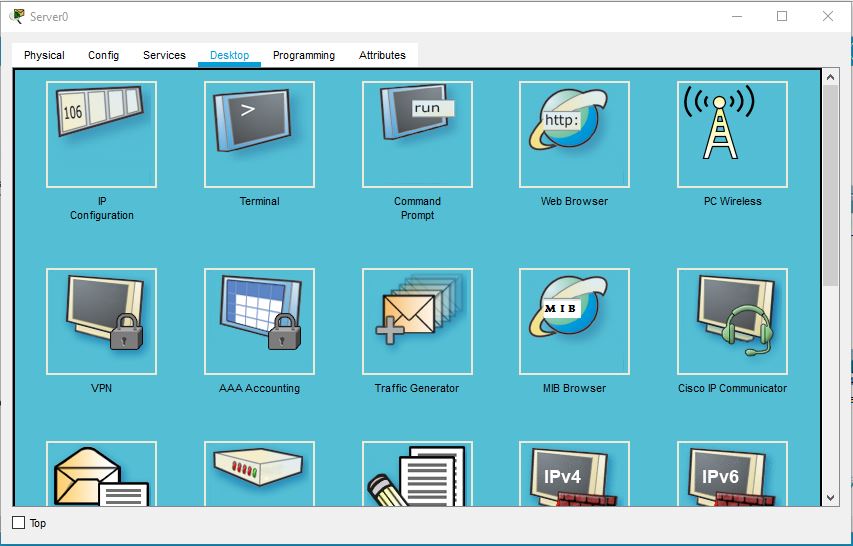 Server0
Physical Config Services Desktop Programming Attributes
106
>
run
http:
IP
Configuration
Terminal
Command
Prompt
Web Browser
PC Wireless
MIB
VPN
AAA Accounting
Traffic Generator
MIB Browser
Cisco IP Communicator
IPv4
IPv6
Top